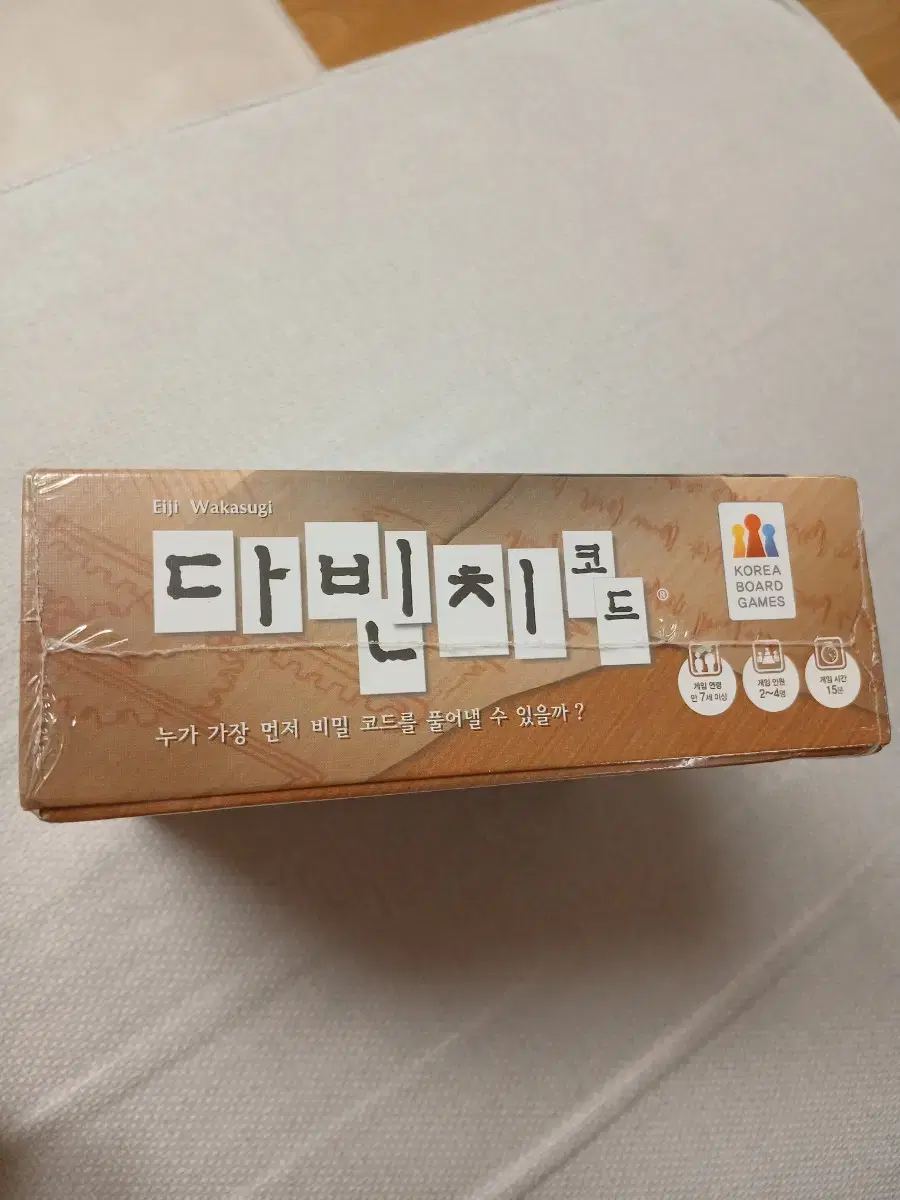 Eiji Wakasugi
다빈치 코드®
누가 가장 먼저 비밀 코드를 풀어낼 수 있을까?
KOREA
BOARD
GAMES
게임 연령
만 7세 이상
게임 인원
2~4명
게임 시간
15분